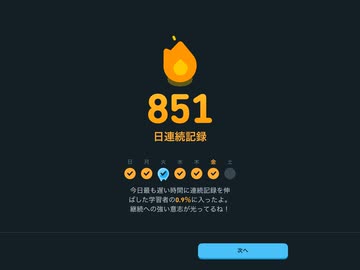 851
日連続記録
日 月 火 水 木 金 土
今日最も遅い時間に連続記録を伸
ばした学習者の0.9%に入ったよ。
継続への強い意志が光ってるね！
次へ